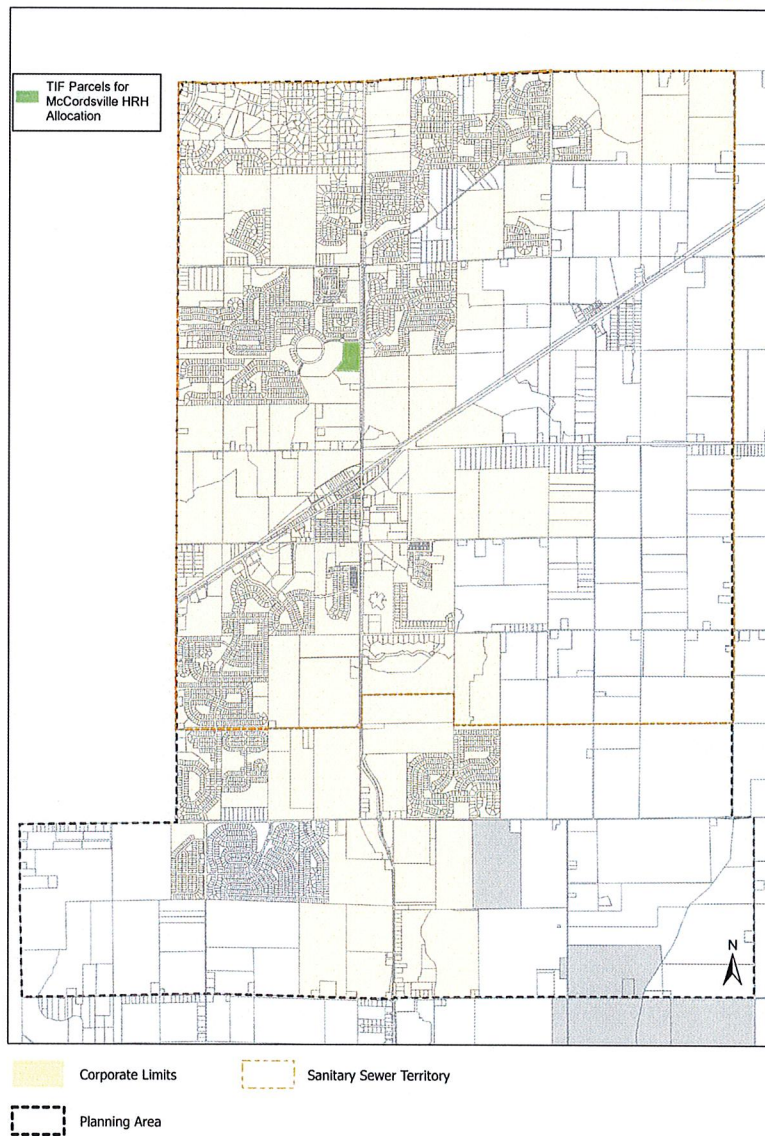 TIF Parcels for
McCordsville HRH
Allocation
N
Corporate Limits
Sanitary Sewer Territory
Planning Area